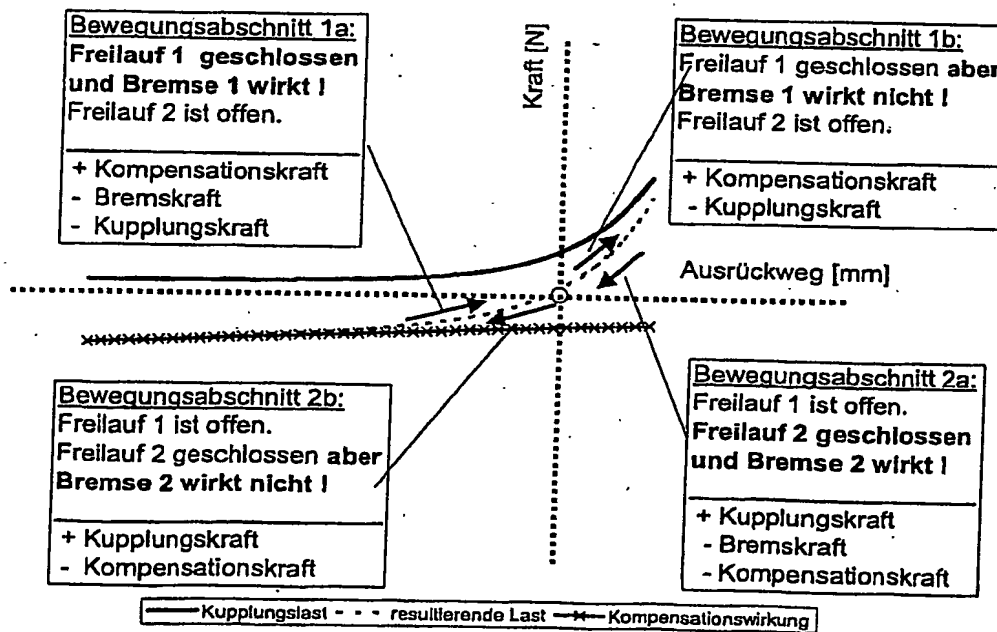 Bewegungsabschnitt 1a:
Freilauf 1 geschlossen
und Bremse 1 wirkt !
Freilauf 2 ist offen.
+ Kompensationskraft
- Bremskraft
- Kupplungskraft
Kraft [N]
Bewegungsabschnitt 1b:
Freilauf 1 geschlossen aber
Bremse 1 wirkt nicht !
Freilauf 2 ist offen.
+ Kompensationskraft
- Kupplungskraft
Ausrückweg [mm]
Bewegungsabschnitt 2b:
Freilauf 1 ist offen.
Freilauf 2 geschlossen aber
Bremse 2 wirkt nicht !
+ Kupplungskraft
- Kompensationskraft
Bewegungsabschnitt 2a:
Freilauf 1 ist offen.
Freilauf 2 geschlossen
und Bremse 2 wirkt !
+ Kupplungskraft
- Bremskraft
- Kompensationskraft
Kupplungslast resultierende Last Kompensationswirkung